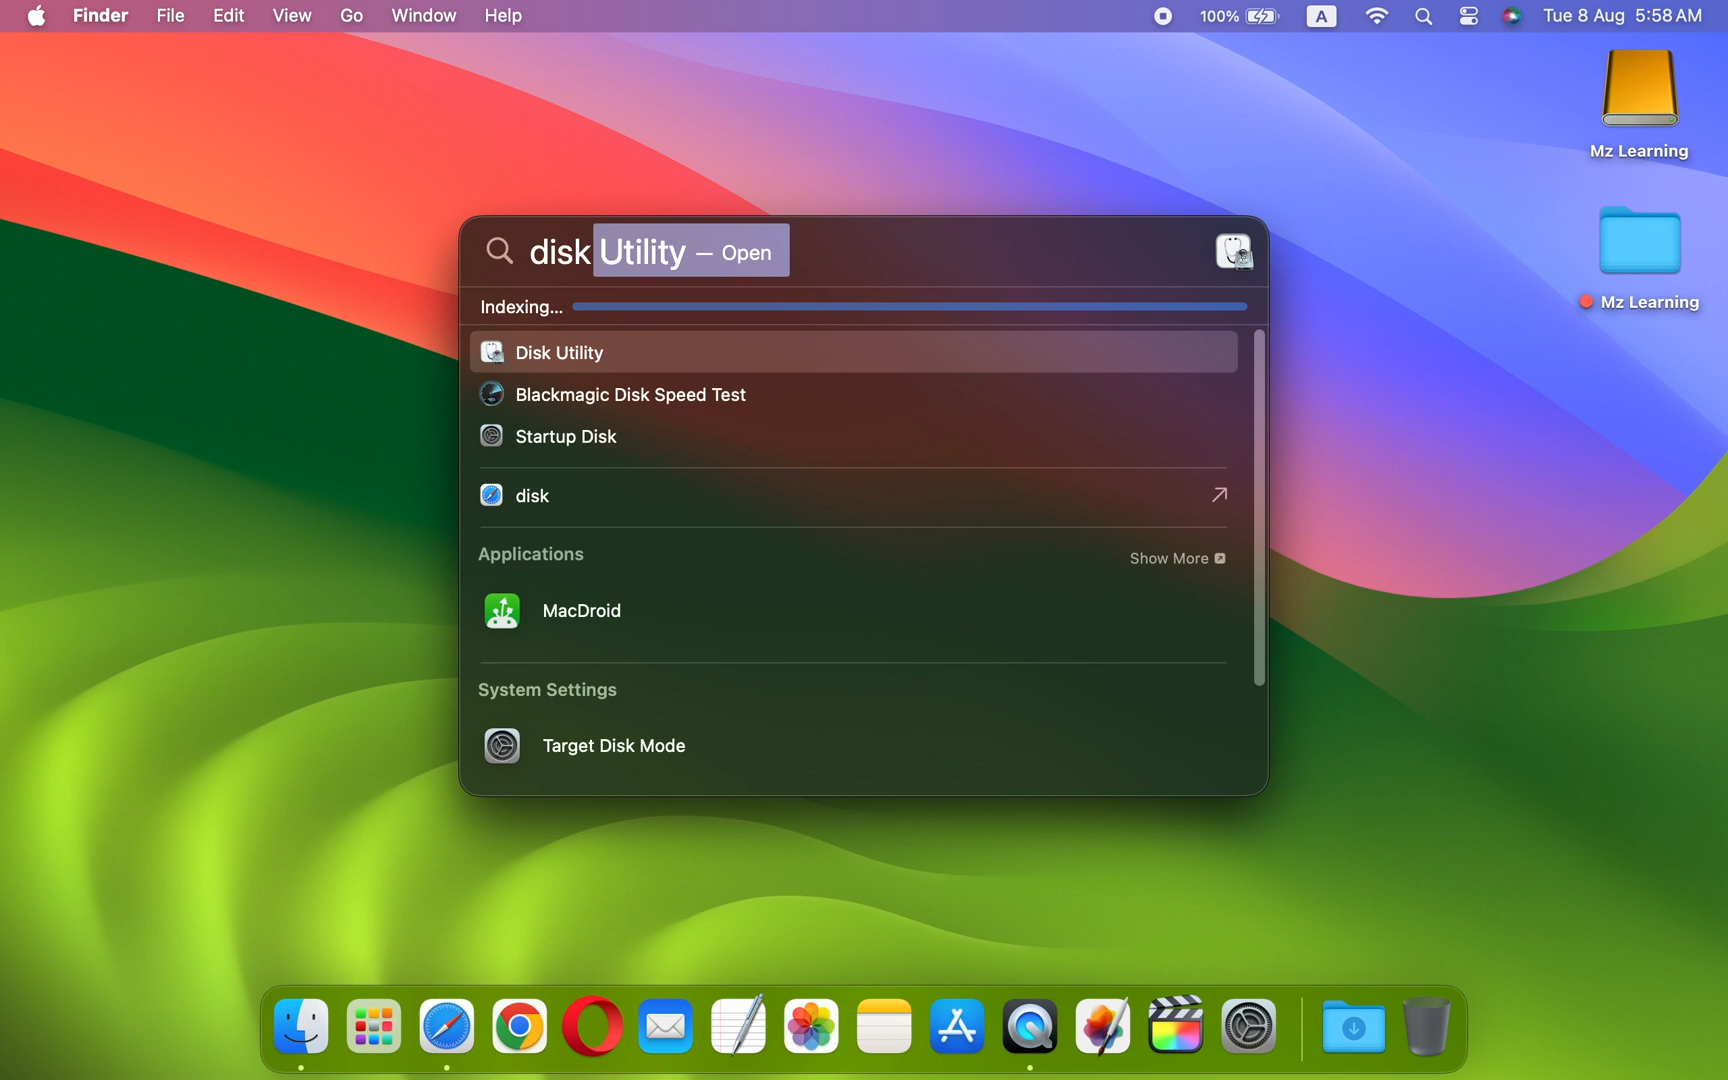 Finder File Edit View Go Window Help 100% A Tue 8 Aug 5:58 AM
Mz Learning
Mz Learning
disk Utility — Open
Indexing...
Disk Utility
Blackmagic Disk Speed Test
Startup Disk
disk
Applications Show More
MacDroid
System Settings
Target Disk Mode